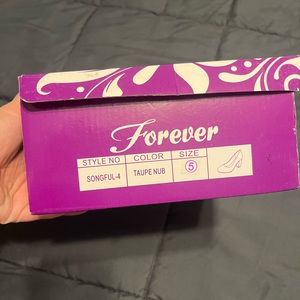 Forever
STYLE NO COLOR SIZE
SONGFUL-4 TAUPE NUB 5